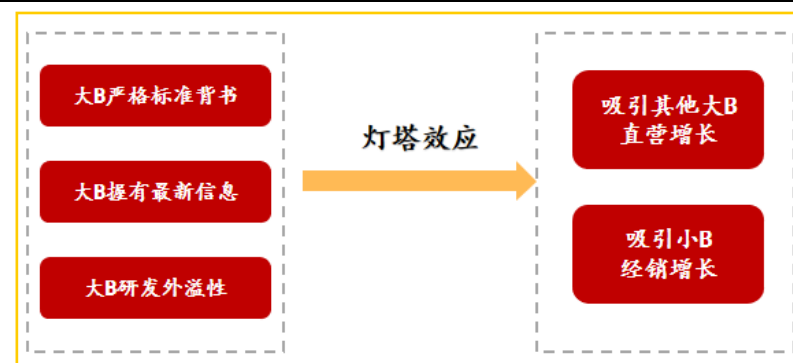 大B严格标准背书
大B握有最新信息
大B研发外溢性
灯塔效应
吸引其他大B
直营增长
吸引小B
经销增长